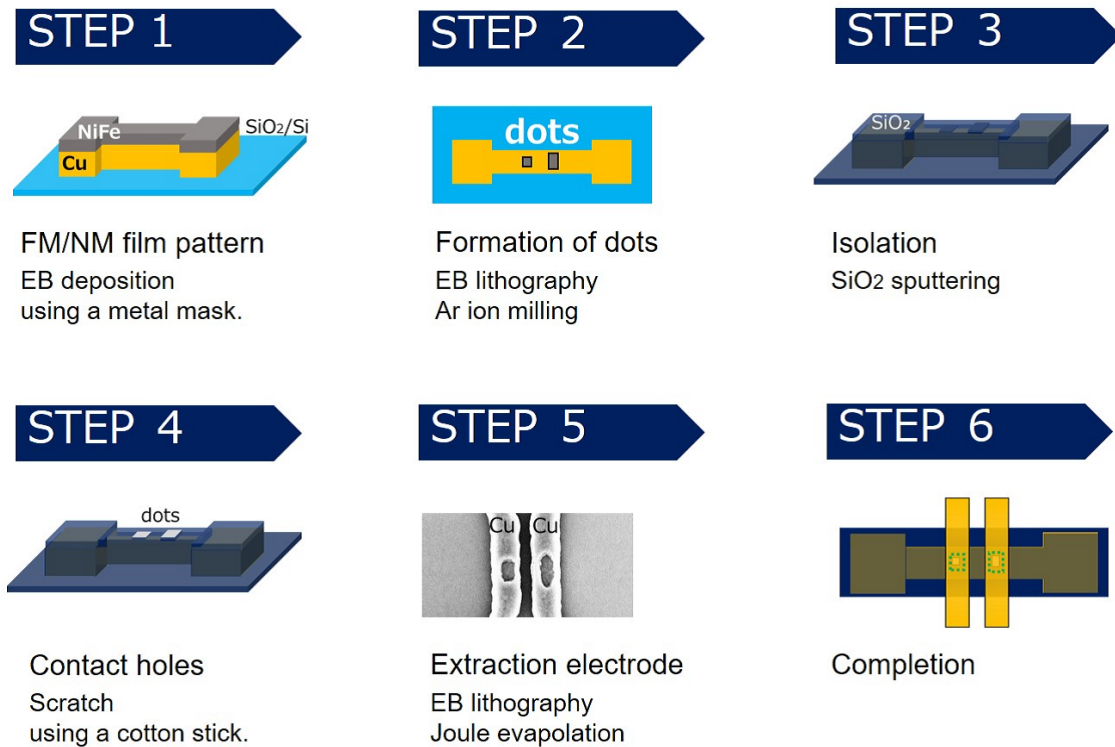 STEP 1
NiFe
SiO₂/Si
Cu
FM/NM film pattern
EB deposition
using a metal mask.
STEP 2
dots
Formation of dots
EB lithography
Ar ion milling
STEP 3
SiO₂
Isolation
SiO₂ sputtering
STEP 4
dots
Contact holes
Scratch
using a cotton stick.
STEP 5
Cu Cu
Extraction electrode
EB lithography
Joule evapolation
STEP 6
Completion